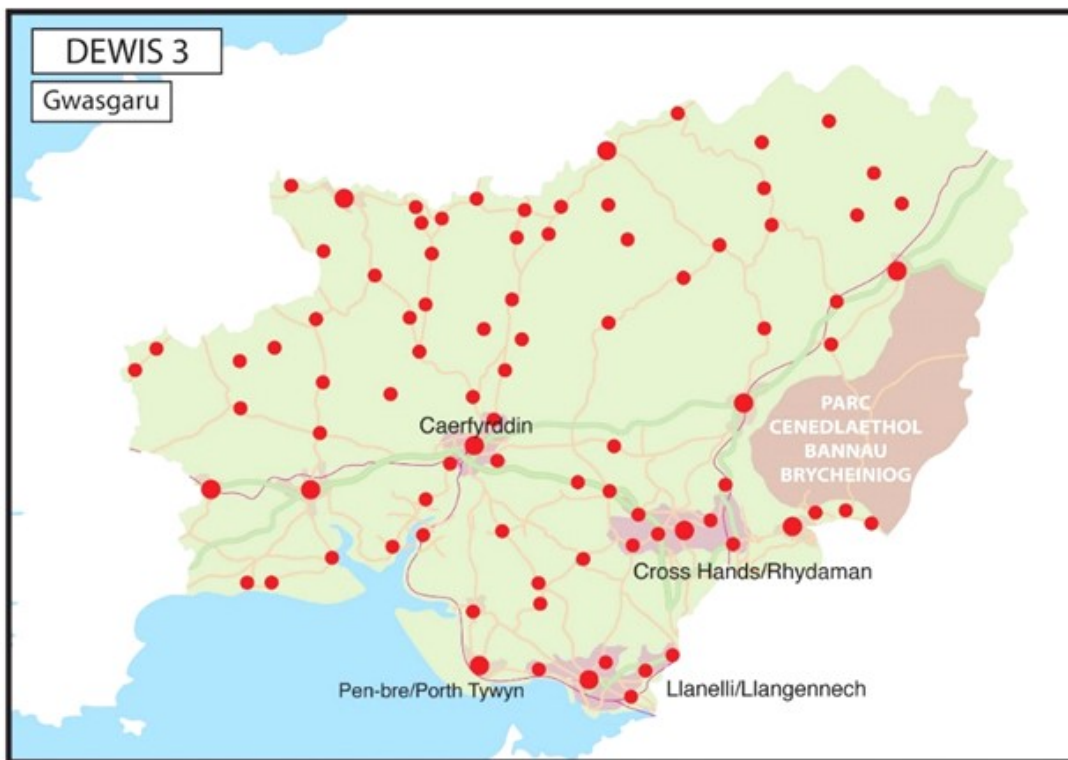 DEWIS 3
Gwasgaru
Caerfyrddin
PARC
CENEDLAETHOL
BANNAU
BRYCHEINIOG
Cross Hands/Rhydaman
Pen-bre/Porth Tywyn
Llanelli/Llangennech